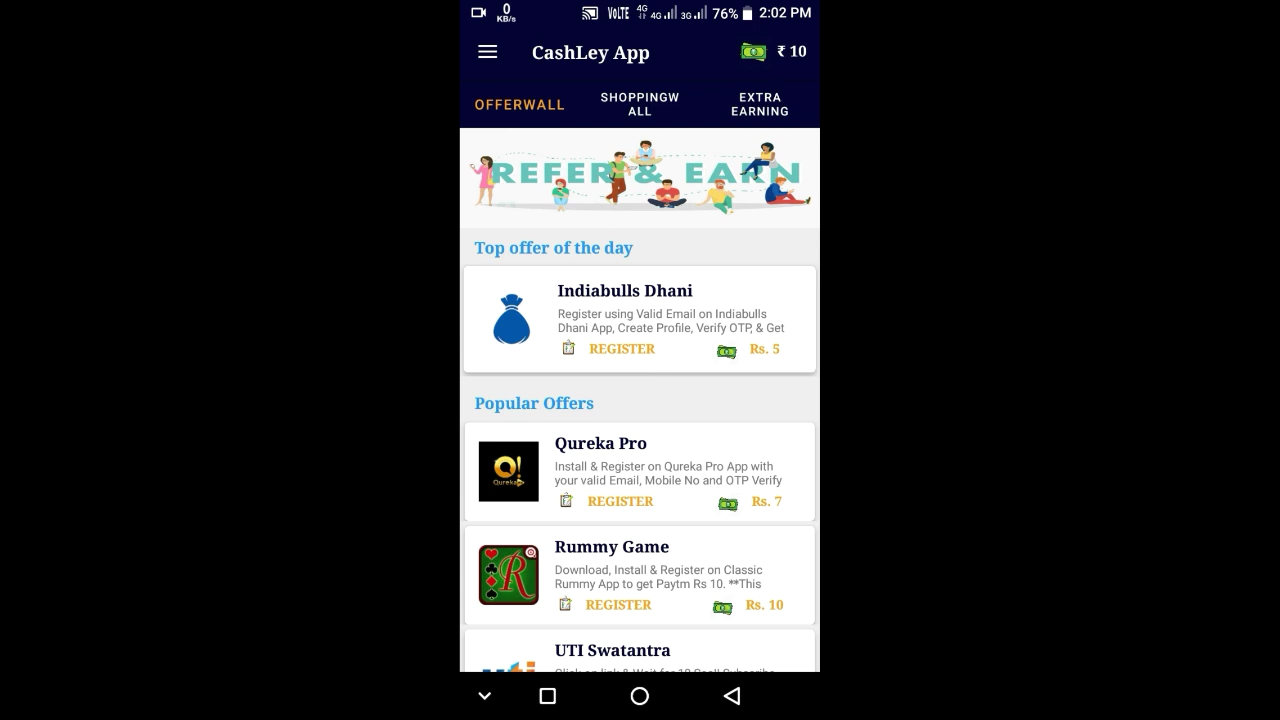 0
KB/s
VoLTE 4G 4G 3G 76% 2:02 PM
CashLey App
₹ 10
OFFERWALL
SHOPPINGW
ALL
EXTRA
EARNING
REFER & EARN
Top offer of the day
Indiabulls Dhani
Register using Valid Email on Indiabulls
Dhani App, Create Profile, Verify OTP, & Get
REGISTER
Rs. 5
Popular Offers
Qureka Pro
Q!
Qureka
Install & Register on Qureka Pro App with
your valid Email, Mobile No and OTP Verify
REGISTER
Rs. 7
Rummy Game
R
Download, Install & Register on Classic
Rummy App to get Paytm Rs 10. **This
REGISTER
Rs. 10
UTI Swatantra